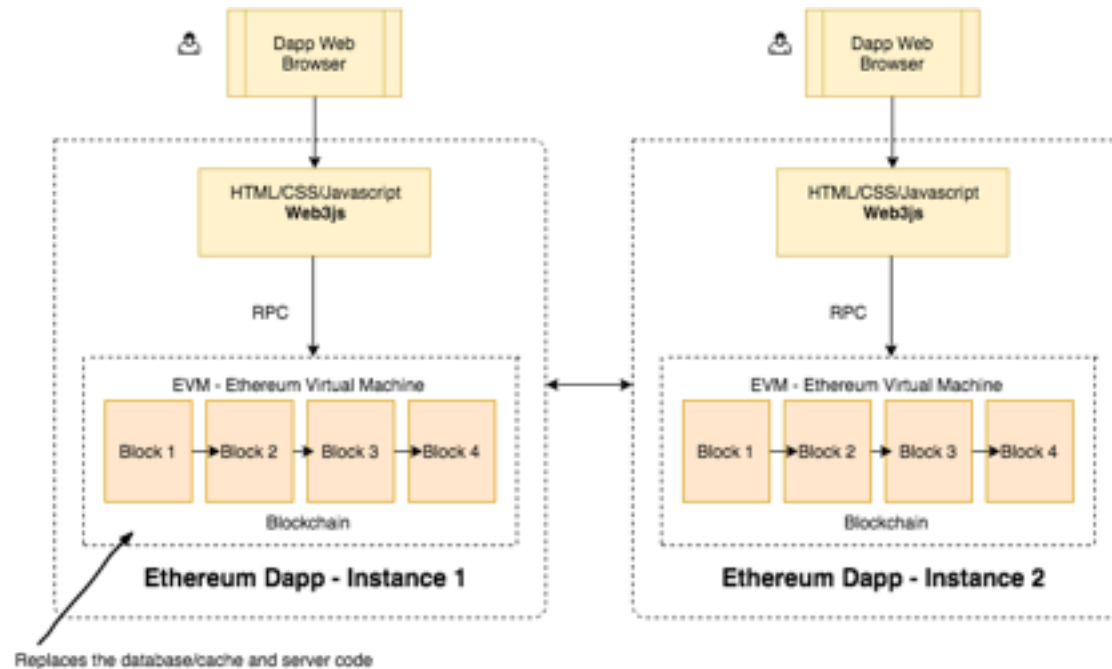 Dapp Web
Browser
HTML/CSS/Javascript
Web3js
RPC
EVM - Ethereum Virtual Machine
Block 1
Block 2
Block 3
Block 4
Blockchain
Ethereum Dapp - Instance 1
Replaces the database/cache and server code
Dapp Web
Browser
HTML/CSS/Javascript
Web3js
RPC
EVM - Ethereum Virtual Machine
Block 1
Block 2
Block 3
Block 4
Blockchain
Ethereum Dapp - Instance 2